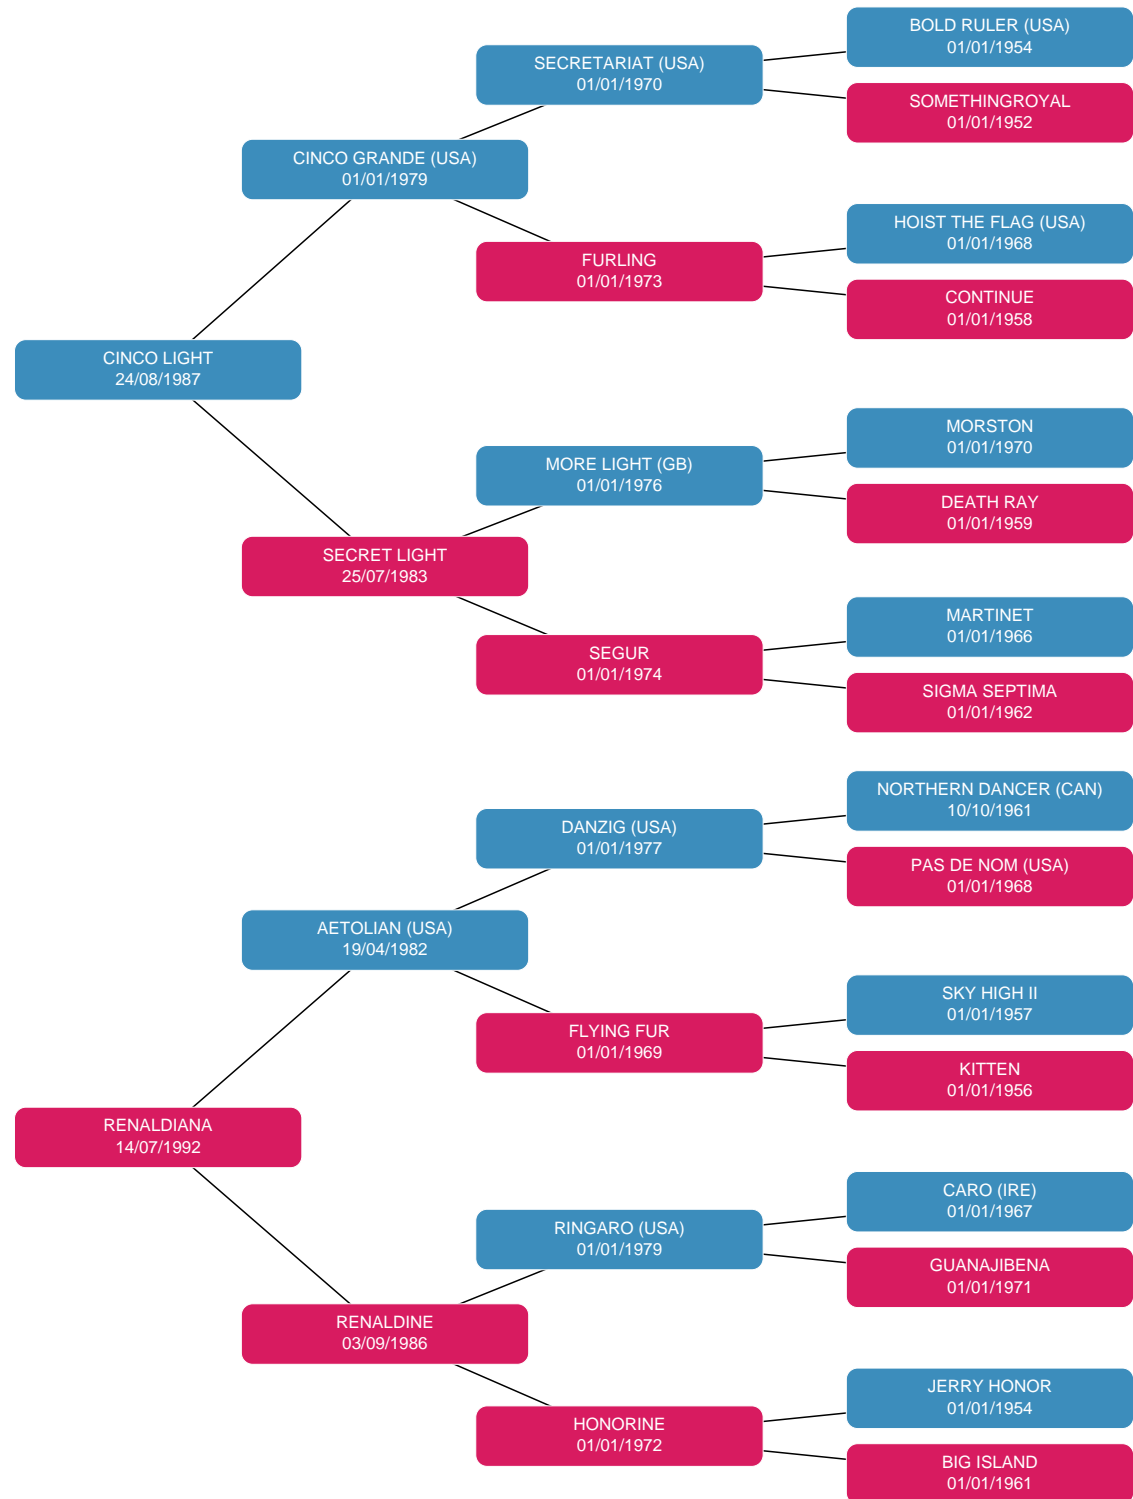 BOLD RULER (USA)
01/01/1954
SECRETARIAT (USA)
01/01/1970
SOMETHINGROYAL
01/01/1952
CINCO GRANDE (USA)
01/01/1979
HOIST THE FLAG (USA)
01/01/1968
FURLING
01/01/1973
CONTINUE
01/01/1958
CINCO LIGHT
24/08/1987
MORSTON
01/01/1970
MORE LIGHT (GB)
01/01/1976
DEATH RAY
01/01/1959
SECRET LIGHT
25/07/1983
MARTINET
01/01/1966
SEGUR
01/01/1974
SIGMA SEPTIMA
01/01/1962
NORTHERN DANCER (CAN)
10/10/1961
DANZIG (USA)
01/01/1977
PAS DE NOM (USA)
01/01/1968
AETOLIAN (USA)
19/04/1982
SKY HIGH II
01/01/1957
FLYING FUR
01/01/1969
KITTEN
01/01/1956
RENALDIANA
14/07/1992
CARO (IRE)
01/01/1967
RINGARO (USA)
01/01/1979
GUANAJIBENA
01/01/1971
RENALDINE
03/09/1986
JERRY HONOR
01/01/1954
HONORINE
01/01/1972
BIG ISLAND
01/01/1961